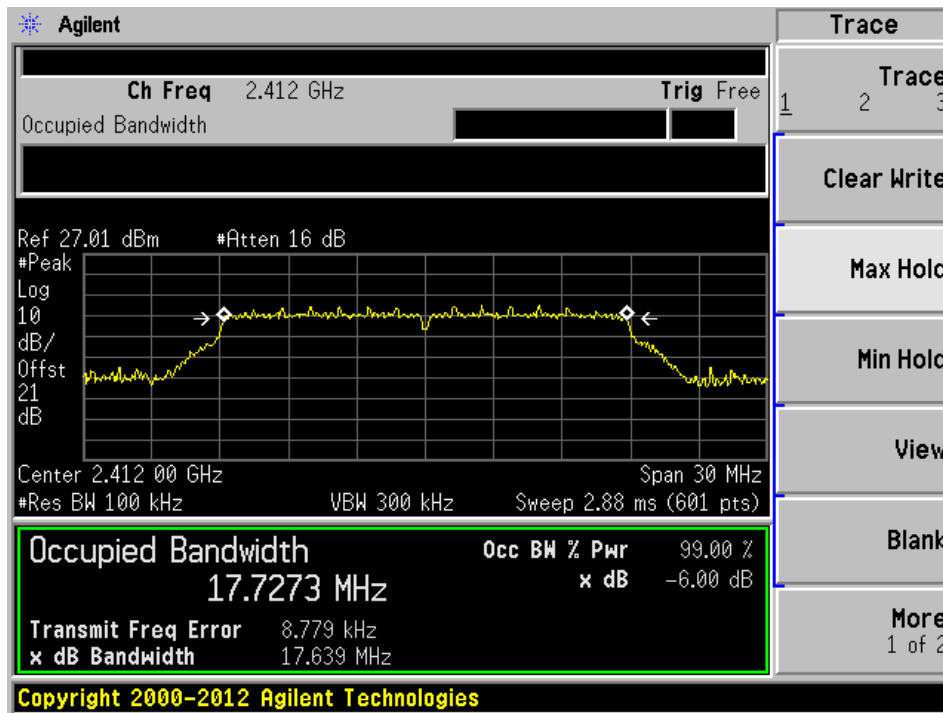 Agilent
Trace
Ch Freq 2.412 GHz Trig Free
Occupied Bandwidth
Trace
1 2 3
Clear Write
Max Hold
Min Hold
View
Blank
More
1 of 2
Ref 27.01 dBm #Atten 16 dB
#Peak
Log
10
dB/
Offst
21
dB
Center 2.412 00 GHz Span 30 MHz
#Res BW 100 kHz VBW 300 kHz Sweep 2.88 ms (601 pts)
Occupied Bandwidth Occ BW % Pwr 99.00 %
17.7273 MHz x dB -6.00 dB
Transmit Freq Error 8.779 kHz
x dB Bandwidth 17.639 MHz
Copyright 2000-2012 Agilent Technologies